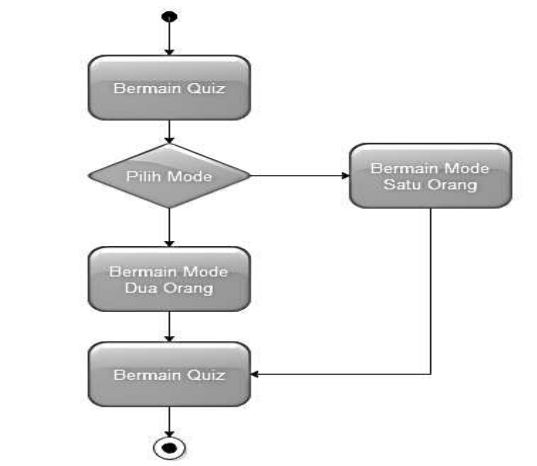 Bermain Quiz
Pilih Mode
Bermain Mode
Satu Orang
Bermain Mode
Dua Orang
Bermain Quiz